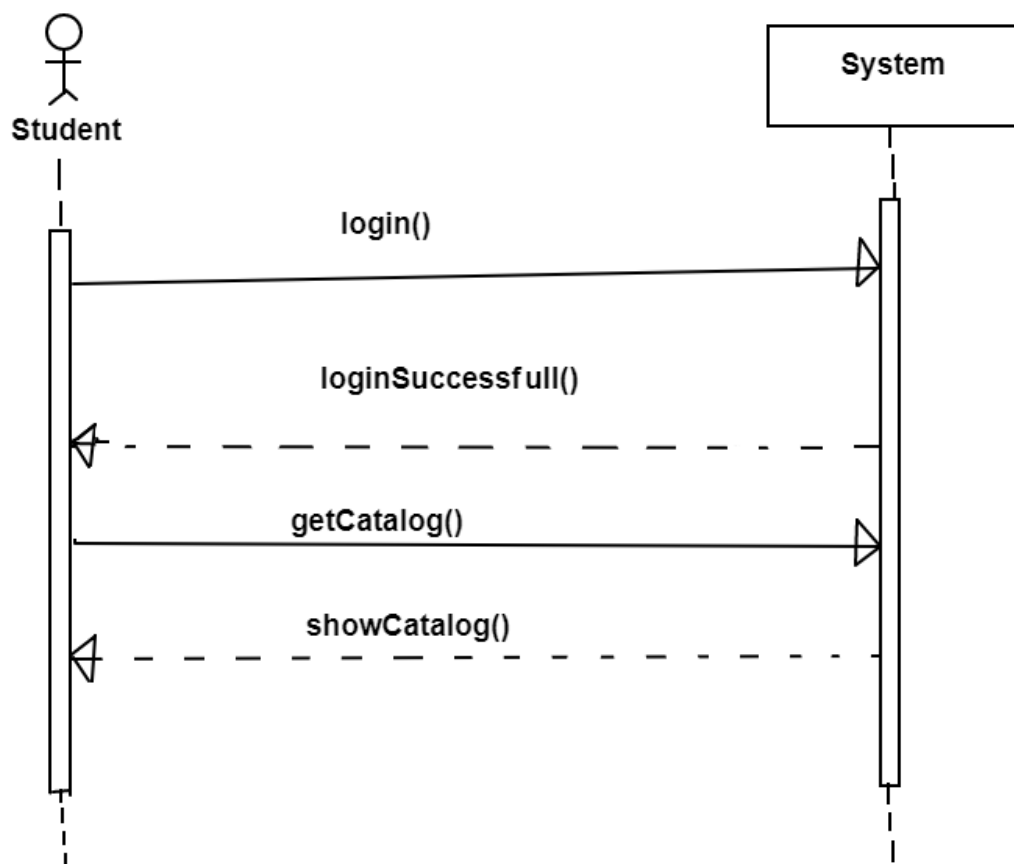 Student
System
login()
loginSuccessfull()
getCatalog()
showCatalog()